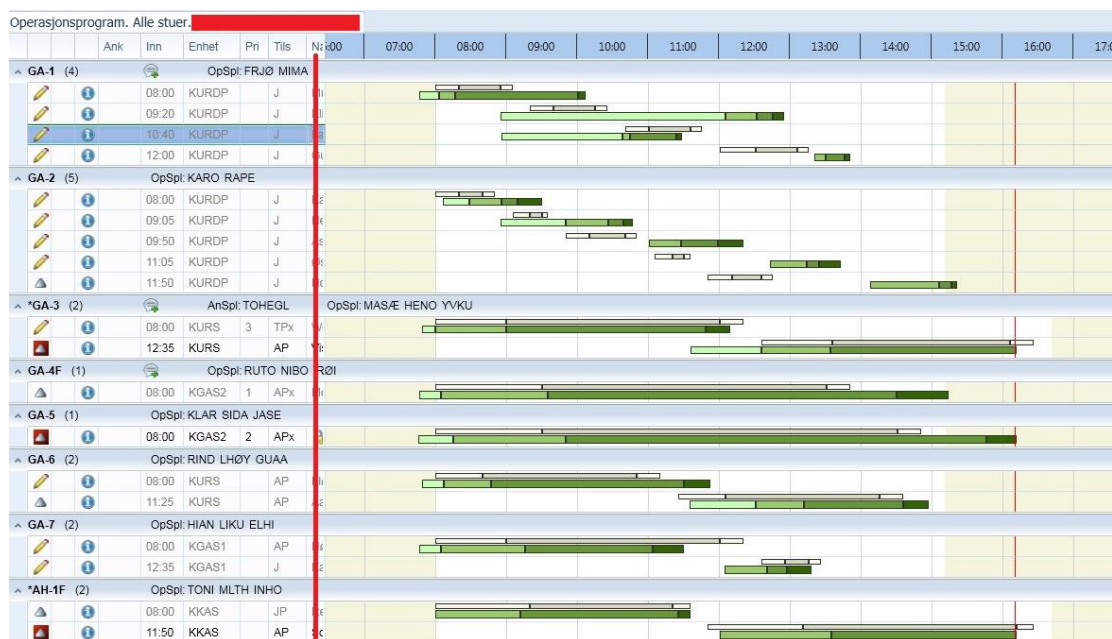 Operasjonsprogram. Alle stuer.
Ank Inn Enhet Pri Tils :00 07:00 08:00 09:00 10:00 11:00 12:00 13:00 14:00 15:00 16:00
GA-1 (4) OpSpl: FRJØ MIMA
08:00 KURDP J
09:20 KURDP J
10:40 KURDP J
12:00 KURDP J
GA-2 (5) OpSpl: KARO RAPE
08:00 KURDP J
09:05 KURDP J
09:50 KURDP J
11:05 KURDP J
11:50 KURDP J
*GA-3 (2) AnSpl: TOHEGL OpSpl: MASÆ HENO YVKU
08:00 KURS 3 TPx
12:35 KURS AP
GA-4F (1) OpSpl: RUTO NIBO
08:00 KGAS2 1 APx
GA-5 (1) OpSpl: KLAR SIDA JASE
08:00 KGAS2 2 APx
GA-6 (2) OpSpl: RIND LHØY GUAA
08:00 KURS AP
11:25 KURS AP
GA-7 (2) OpSpl: HIAN LIKU ELHI
08:00 KGAS1 AP
12:35 KGAS1 J
*AH-1F (2) OpSpl: TONI MLTH INHO
08:00 KKAS JP
11:50 KKAS AP